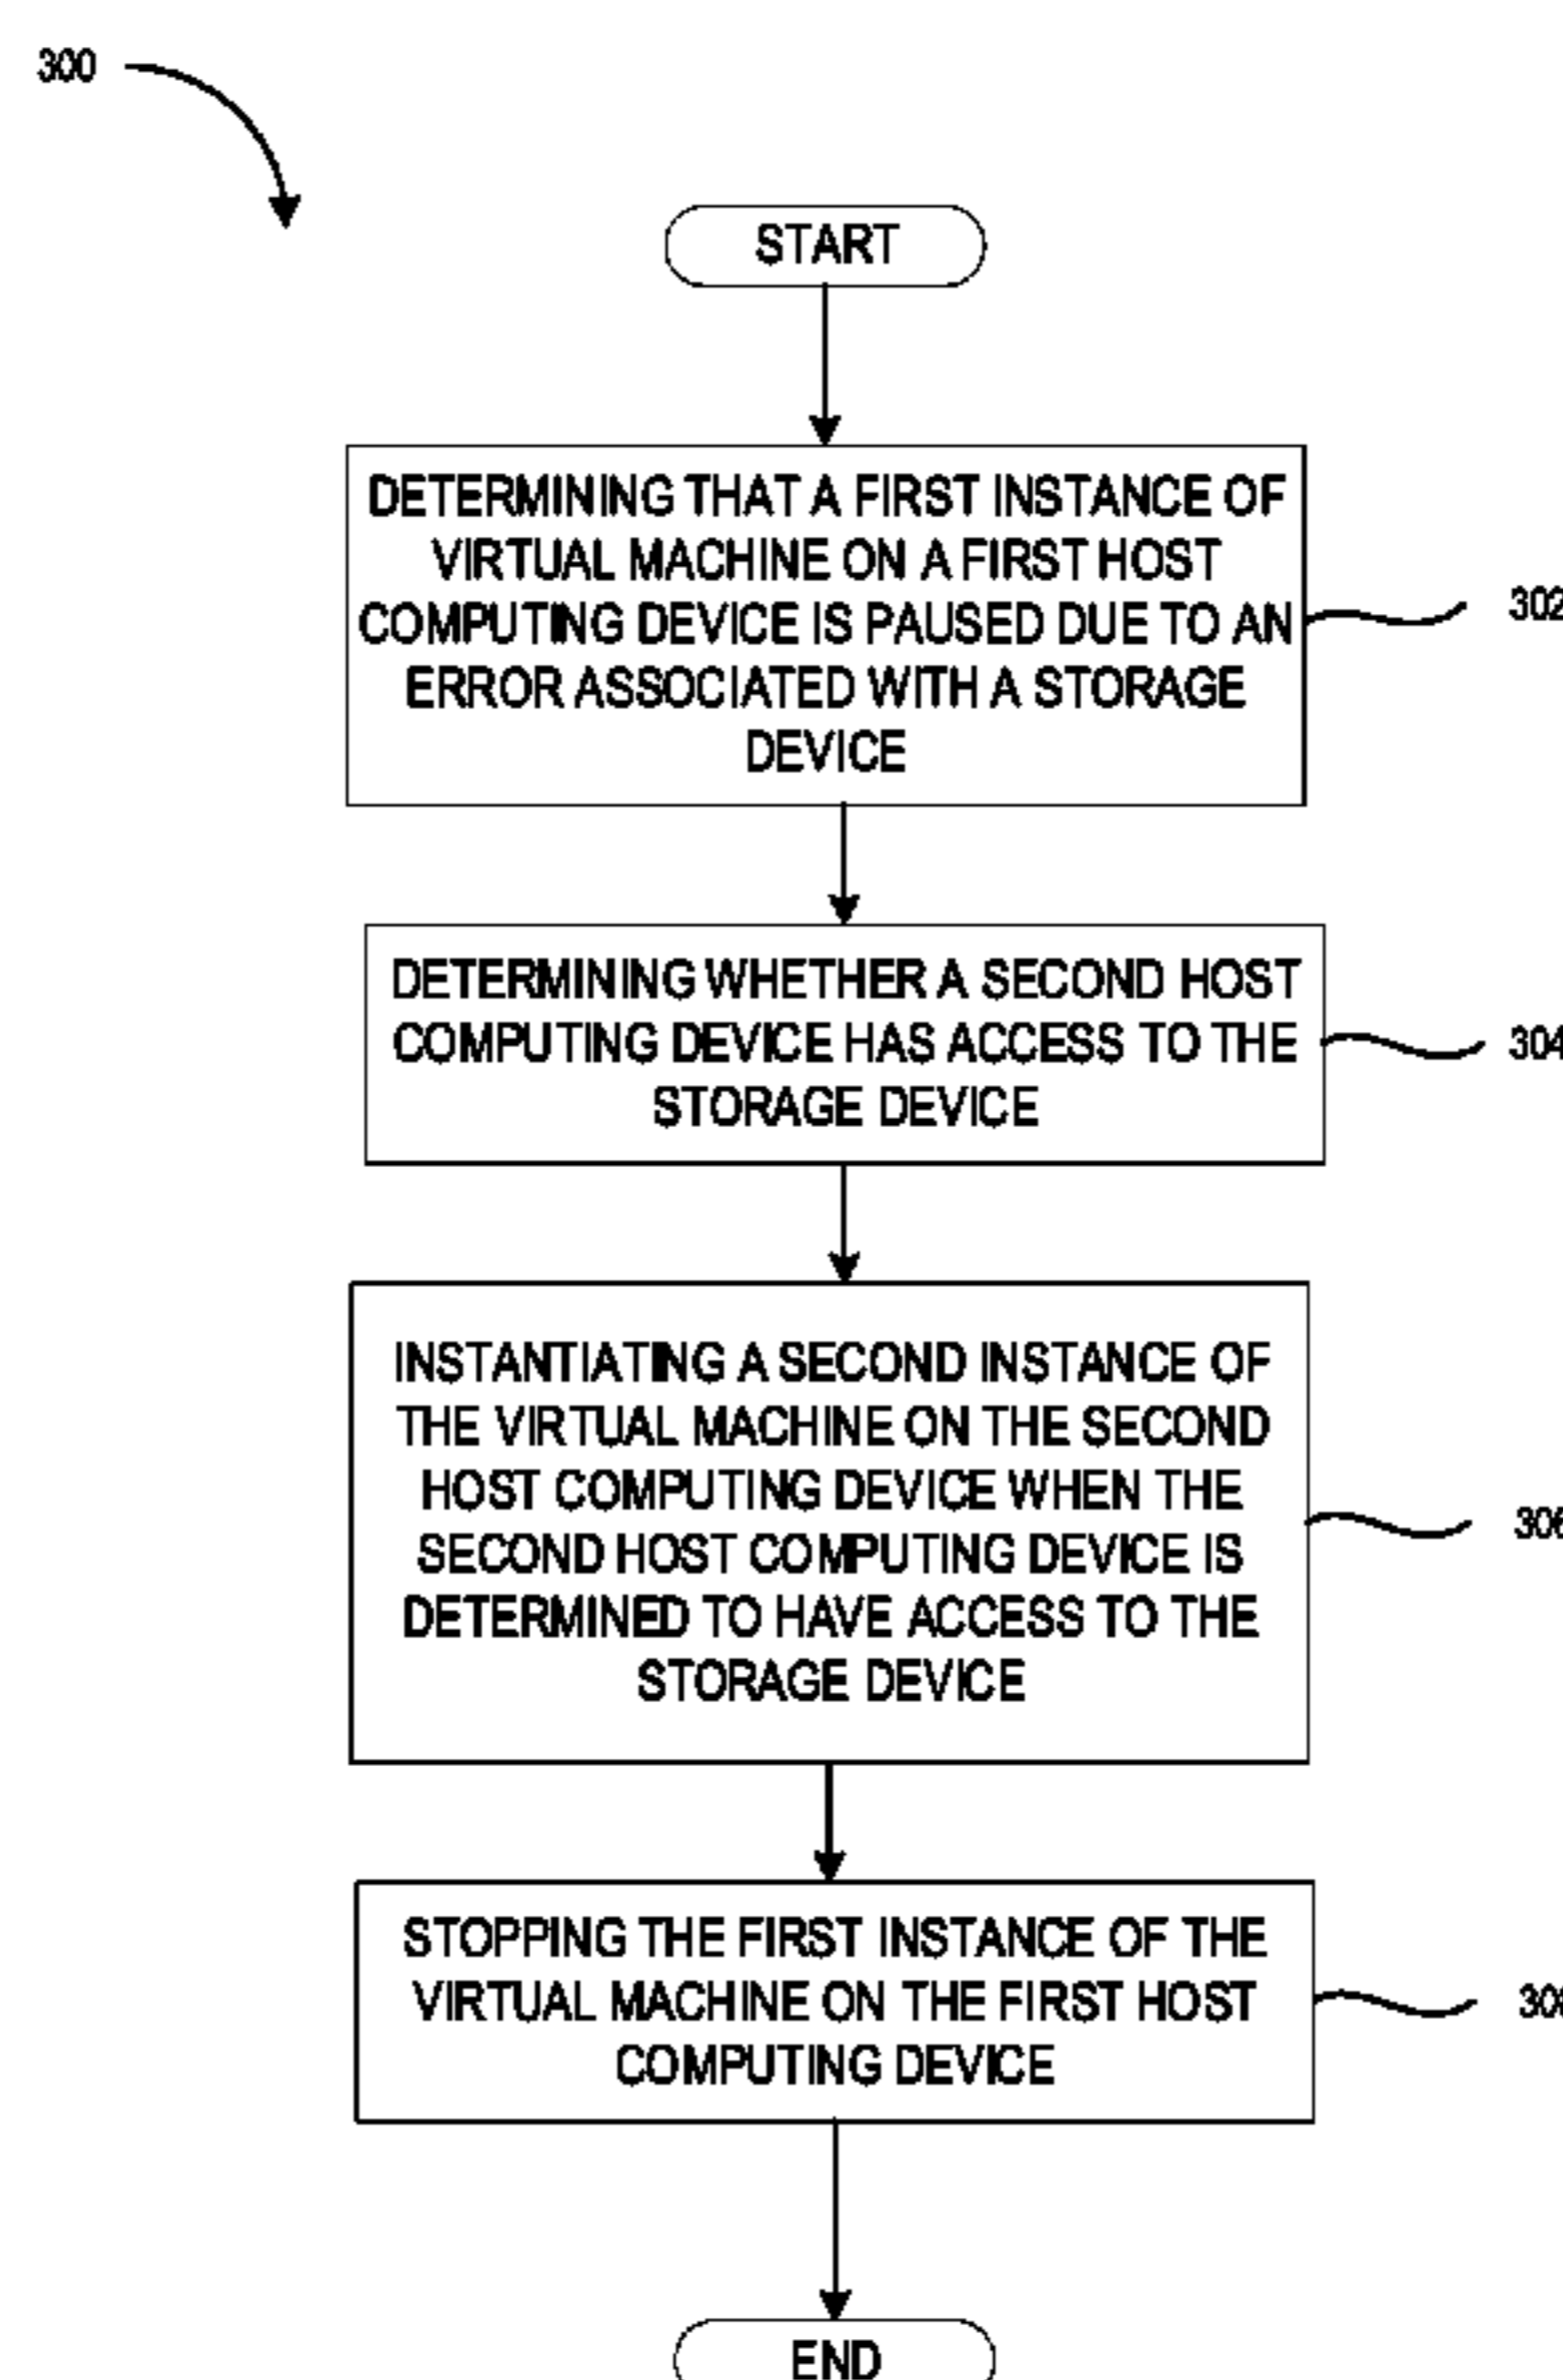 300
START
DETERMINING THAT A FIRST INSTANCE OF
VIRTUAL MACHINE ON A FIRST HOST
COMPUTING DEVICE IS PAUSED DUE TO AN
ERROR ASSOCIATED WITH A STORAGE
DEVICE
302
DETERMINING WHETHER A SECOND HOST
COMPUTING DEVICE HAS ACCESS TO THE
STORAGE DEVICE
304
INSTANTIATING A SECOND INSTANCE OF
THE VIRTUAL MACHINE ON THE SECOND
HOST COMPUTING DEVICE WHEN THE
SECOND HOST COMPUTING DEVICE IS
DETERMINED TO HAVE ACCESS TO THE
STORAGE DEVICE
306
STOPPING THE FIRST INSTANCE OF THE
VIRTUAL MACHINE ON THE FIRST HOST
COMPUTING DEVICE
308
END